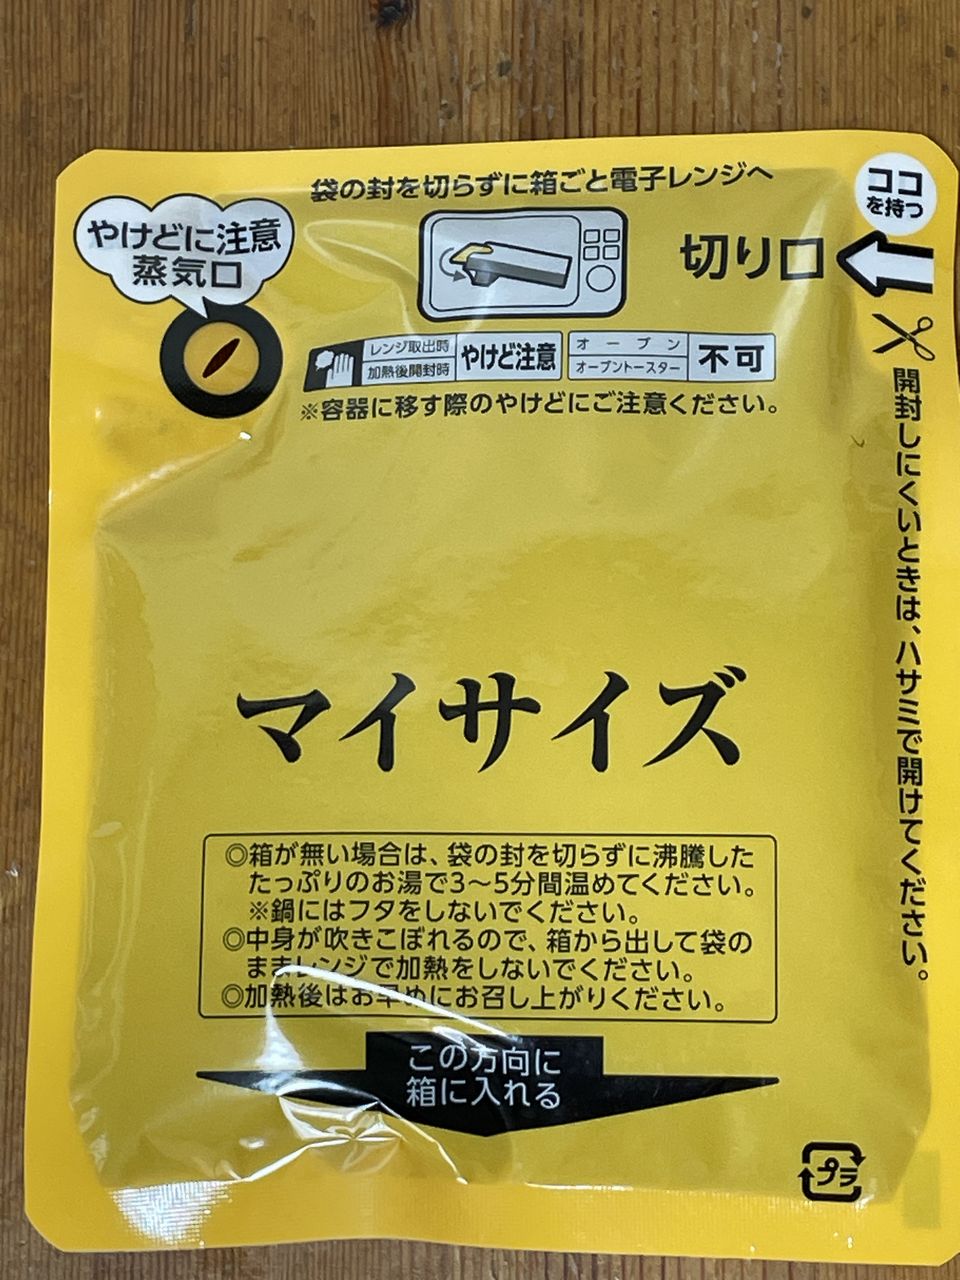 袋の封を切らずに箱ごと電子レンジへ
ココ
を持つ
やけどに注意
蒸気口
切り口
レンジ取出時
加熱後開封時
やけど注意
オーブン
オーブントースター
不可
※容器に移す際のやけどにご注意ください。
開封しにくいときは、ハサミで開けてください。
マイサイズ
◎箱が無い場合は、袋の封を切らずに沸騰した
たっぷりのお湯で3〜5分間温めてください。
※鍋にはフタをしないでください。
◎中身が吹きこぼれるので、箱から出して袋の
ままレンジで加熱をしないでください。
◎加熱後はお早めにお召し上がりください。
この方向に
箱に入れる
プラ